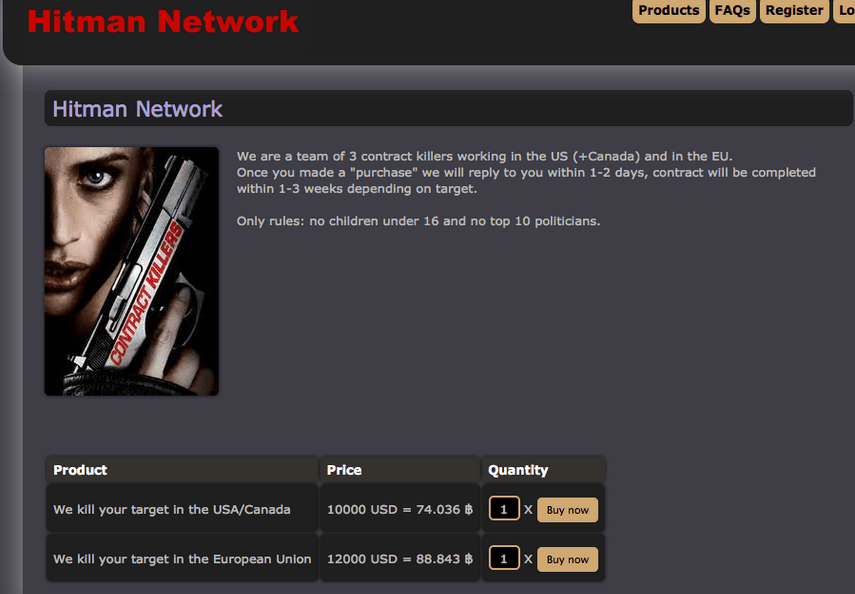 Hitman Network
Products FAQs Register Lo
Hitman Network
We are a team of 3 contract killers working in the US (+Canada) and in the EU.
Once you made a "purchase" we will reply to you within 1-2 days, contract will be completed
within 1-3 weeks depending on target.
Only rules: no children under 16 and no top 10 politicians.
CONTRACT KILLERS
Product Price Quantity
We kill your target in the USA/Canada 10000 USD = 74.036 ฿ 1 X Buy now
We kill your target in the European Union 12000 USD = 88.843 ฿ 1 X Buy now